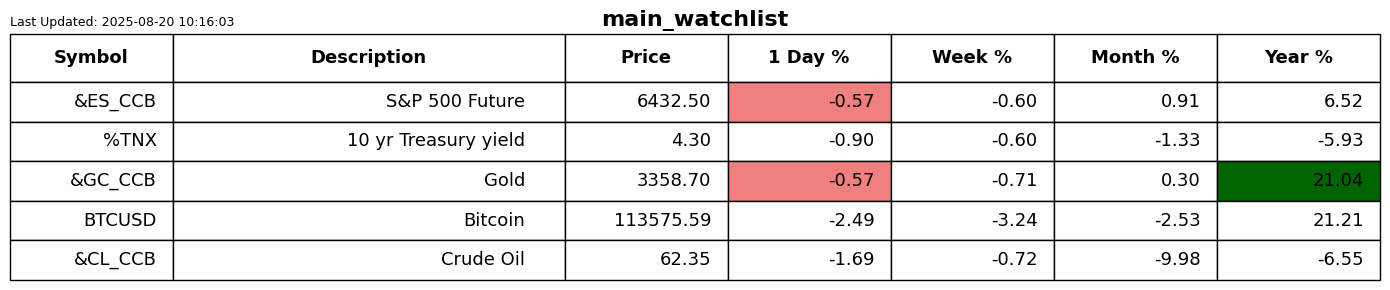 Last Updated: 2025-08-20 10:16:03
main_watchlist
Symbol Description Price 1 Day % Week % Month % Year %
&ES_CCB S&P 500 Future 6432.50 -0.57 -0.60 0.91 6.52
%TNX 10 yr Treasury yield 4.30 -0.90 -0.60 -1.33 -5.93
&GC_CCB Gold 3358.70 -0.57 -0.71 0.30 21.04
BTCUSD Bitcoin 113575.59 -2.49 -3.24 -2.53 21.21
&CL_CCB Crude Oil 62.35 -1.69 -0.72 -9.98 -6.55